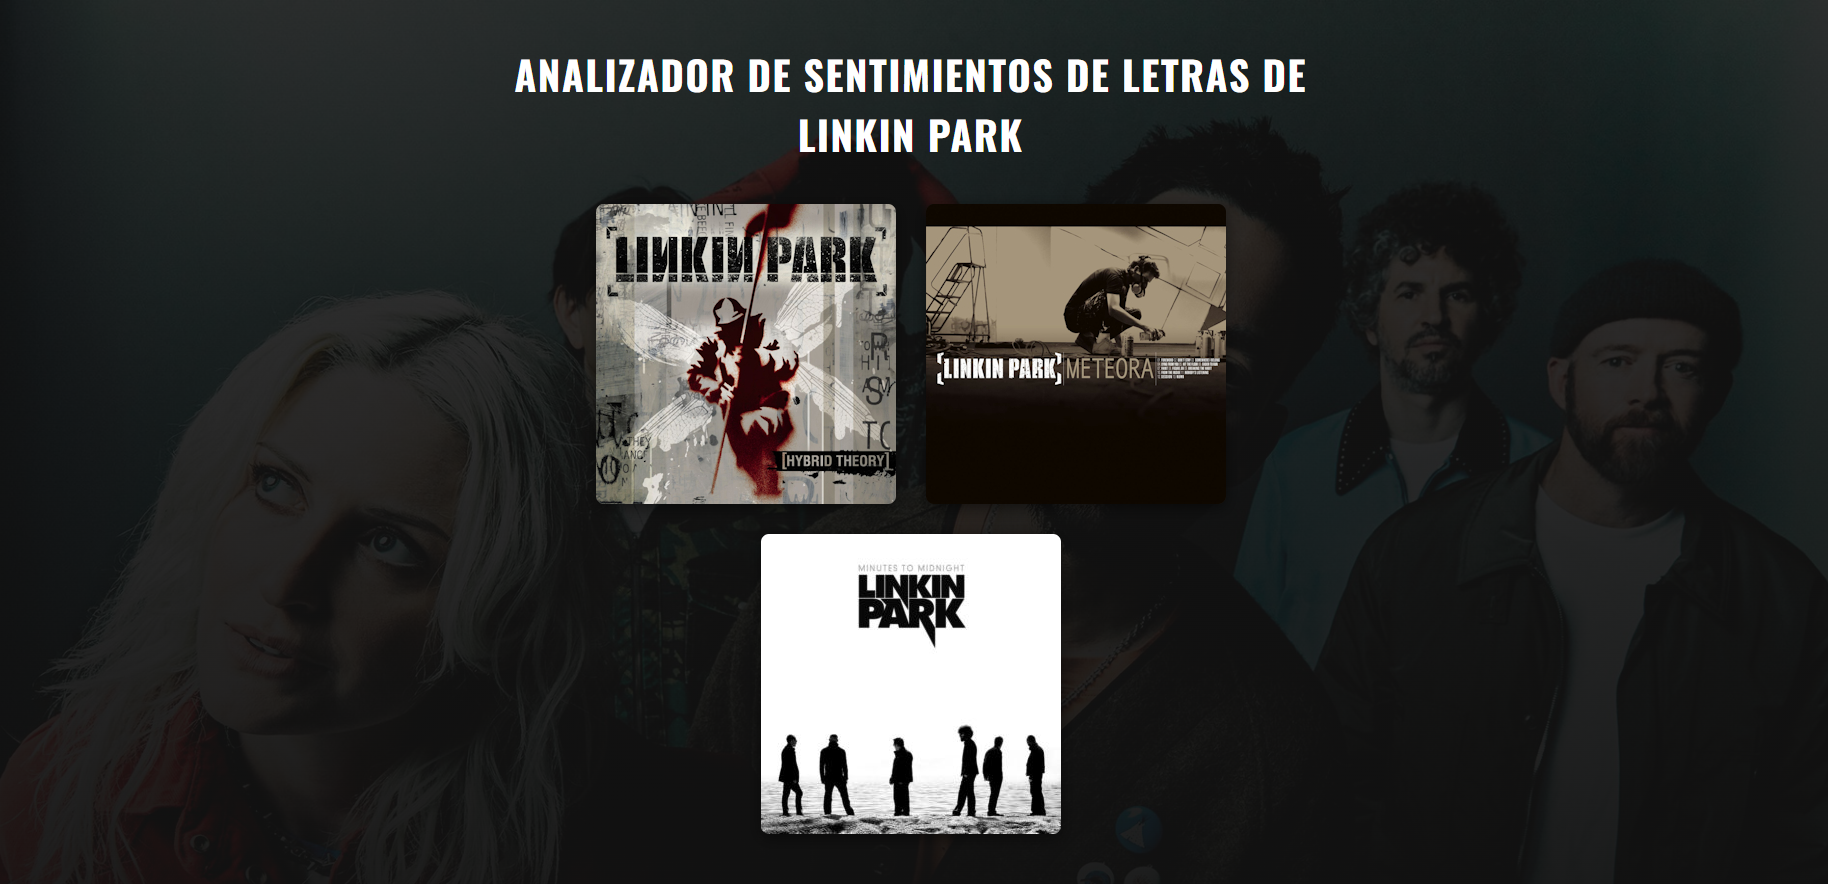 ANALIZADOR DE SENTIMIENTOS DE LETRAS DE
LINKIN PARK
LINKIN PARK
[HYBRID THEORY]
[LINKIN PARK] METEORA
MINUTES TO MIDNIGHT
LINKIN
PARK